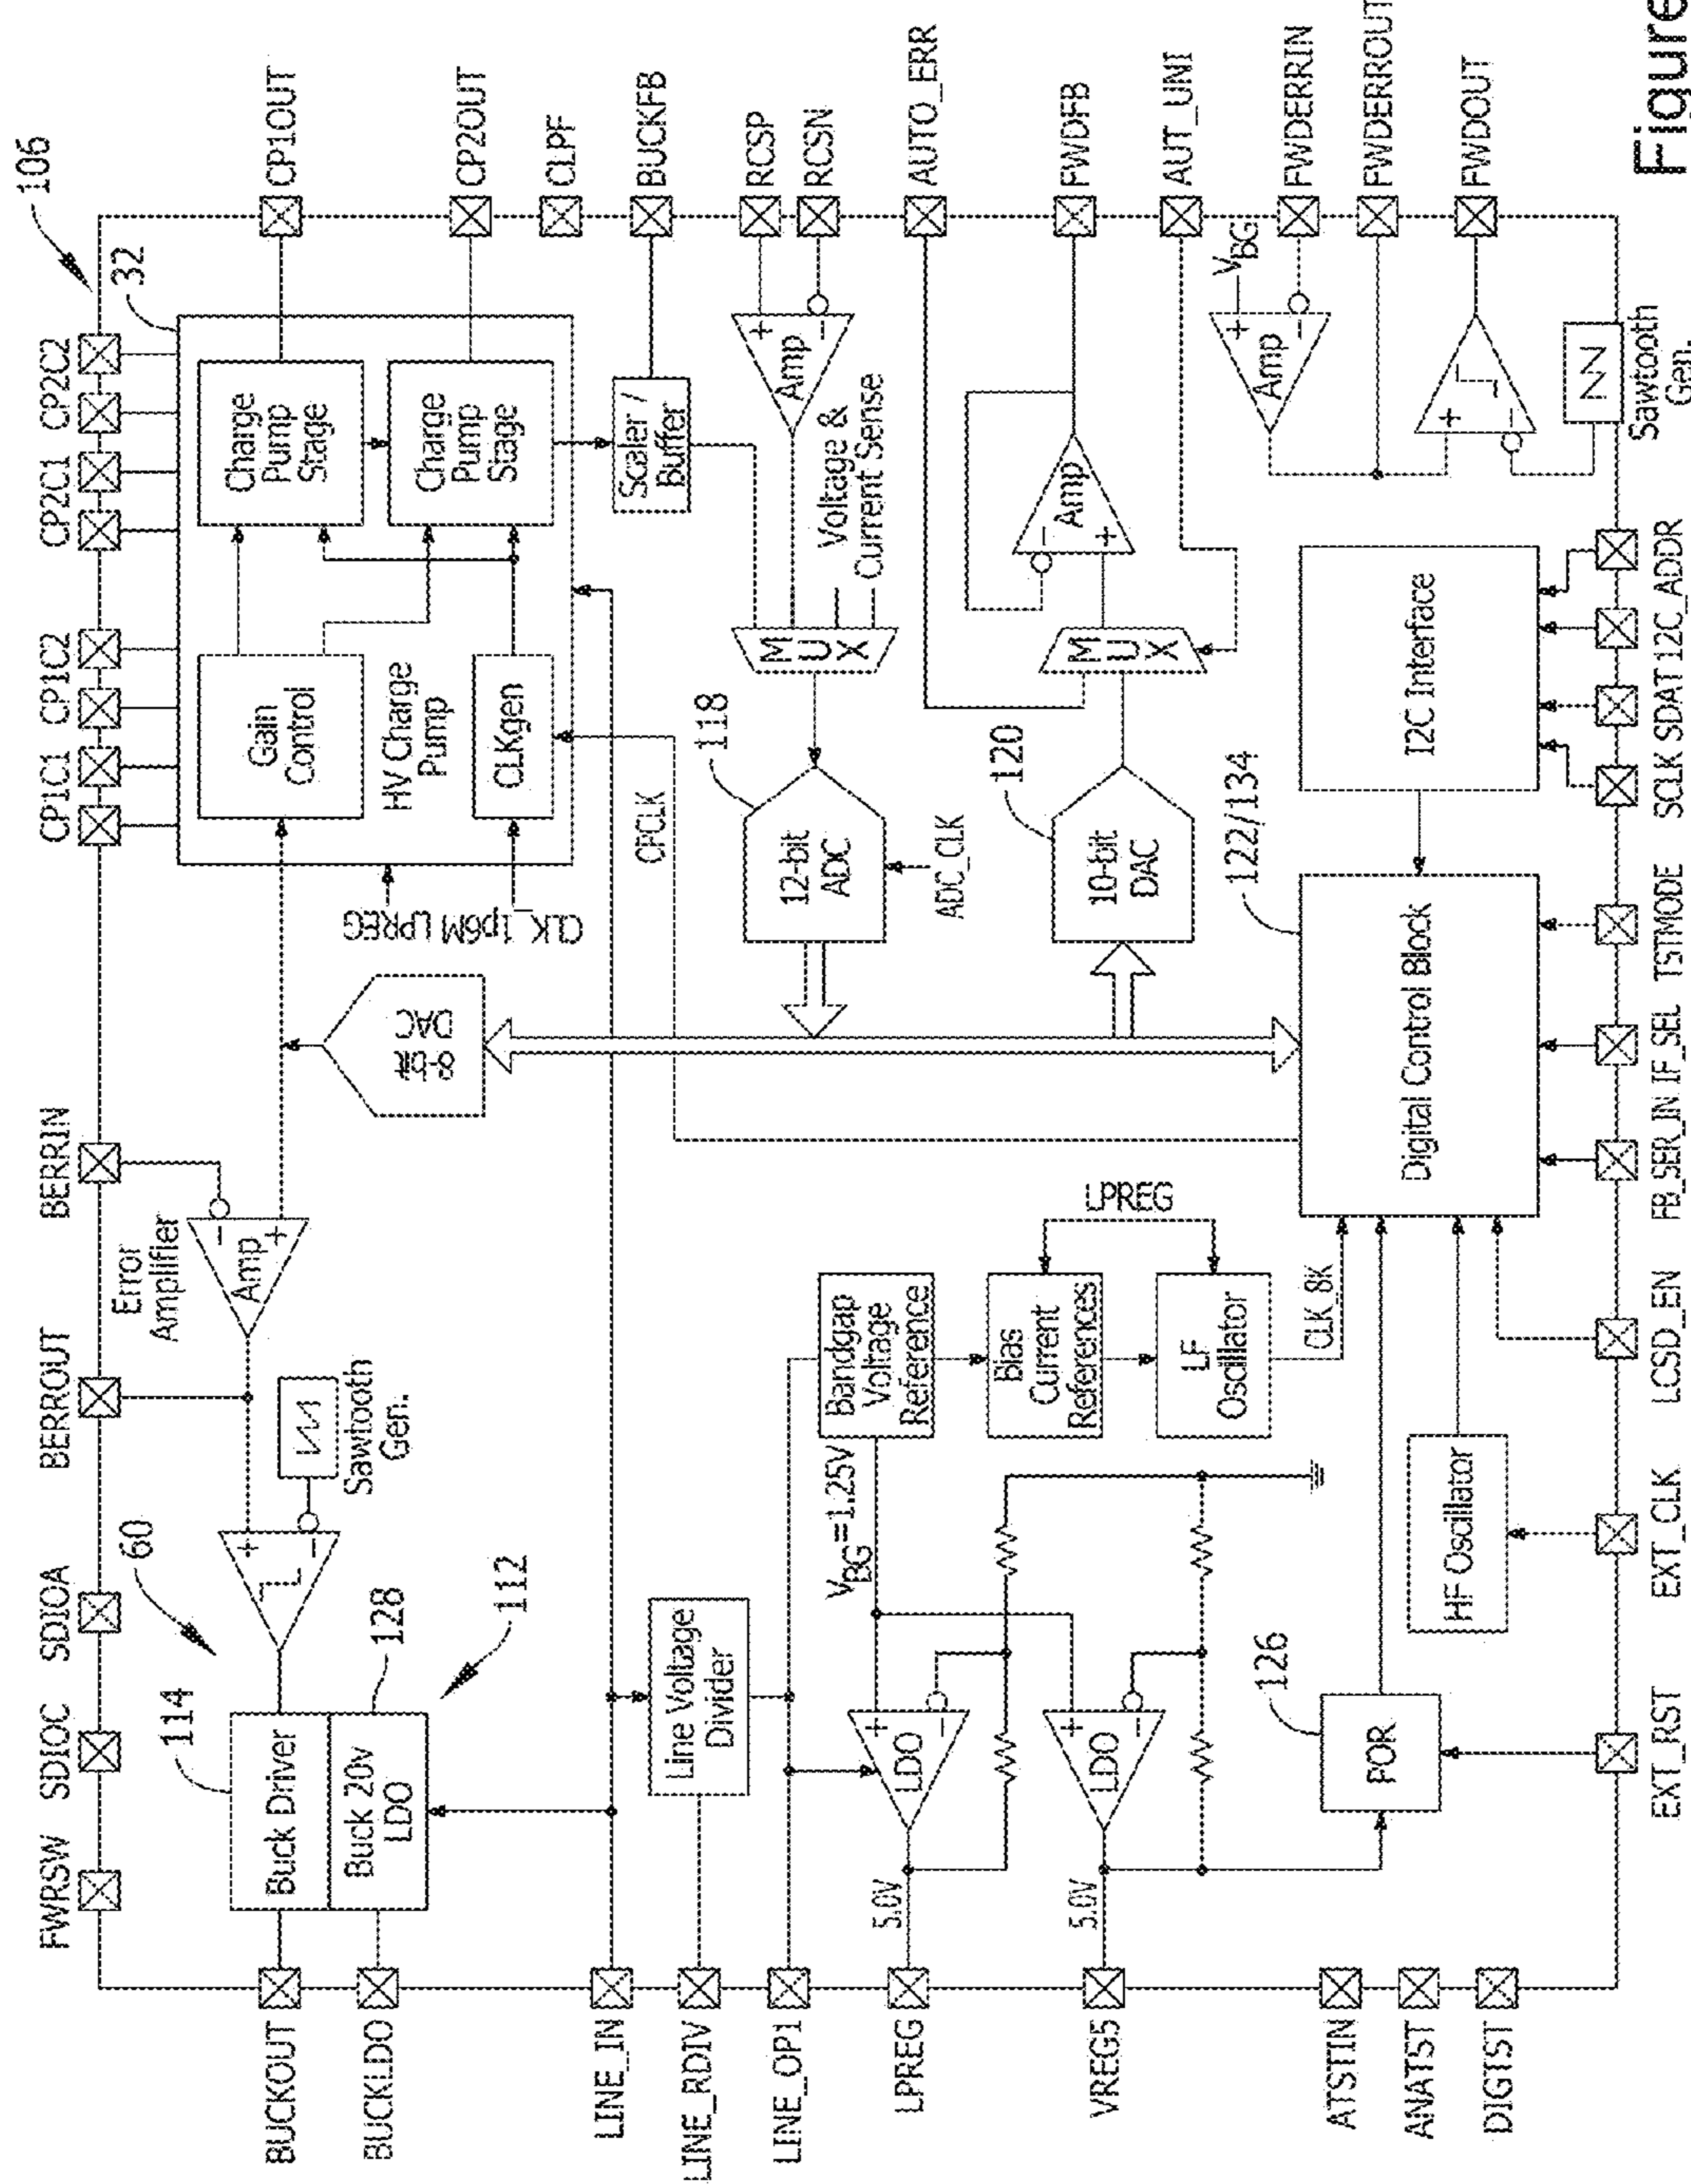 106
CP1C1
CP1C2
CP2C1
CP2C2
BERRIN
BERROUT
SDIOA
SDIOC
FWRSW
32
Gain
Control
Charge
Pump
Stage
Charge
Pump
Stage
HV Charge
Pump
CLKgen
CP1OUT
CP2OUT
CLPF
BUCKFB
RCSP
RCSN
AUTO_ERR
FWDFB
AUT_UNI
FWDERRIN
FWDERROUT
FWDOUT
Error
Amplifier
- Amp +
Sawtooth
Gen.
+ -
60
114
Buck Driver
Buck 20v
LDO
128
112
8-bit
DAC
CLK_1p6M LPREG
CPCLK
Scaler /
Buffer
+ Amp -
Voltage &
Current Sense
MUX
118
12-bit
ADC
ADC_CLK
120
10-bit
DAC
MUX
- Amp +
VBG
+ Amp -
+ -
Sawtooth
Gen.
BUCKOUT
BUCKLDO
LINE_IN
LINE_RDIV
LINE_OP1
LPREG
VREG5
ATSTIN
ANATST
DIGTST
Line Voltage
Divider
VBG=1.25V
Bandgap
Voltage
Reference
Bias
Current
References
LF
Oscillator
LPREG
CLK_8K
+ LDO -
5.0V
+ LDO -
5.0V
126
POR
HF Oscillator
122/134
Digital Control Block
I2C Interface
EXT_RST
EXT_CLK
LCSD_EN
FB_SER_IN IF_SEL
TSTMODE
SCLK SDAT 12C_ADDR
Figure